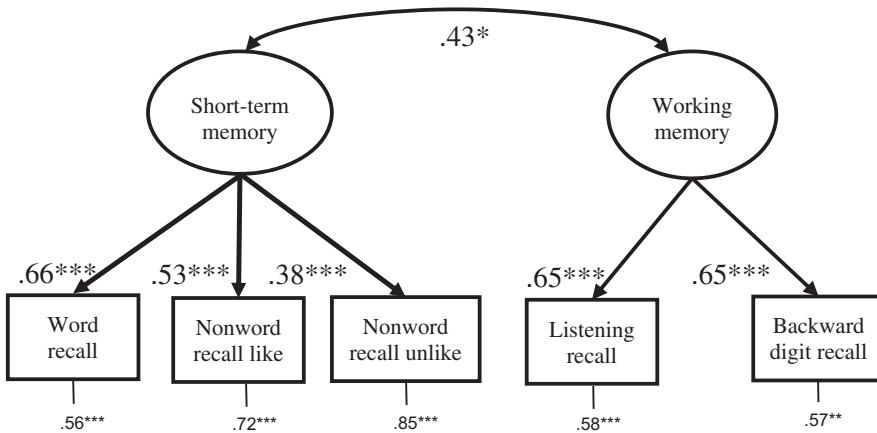 .43*
Short-term
memory
Working
memory
.66***
.53***
.38***
.65***
.65***
Word
recall
Nonword
recall like
Nonword
recall unlike
Listening
recall
Backward
digit recall
.56***
.72***
.85***
.58***
.57**